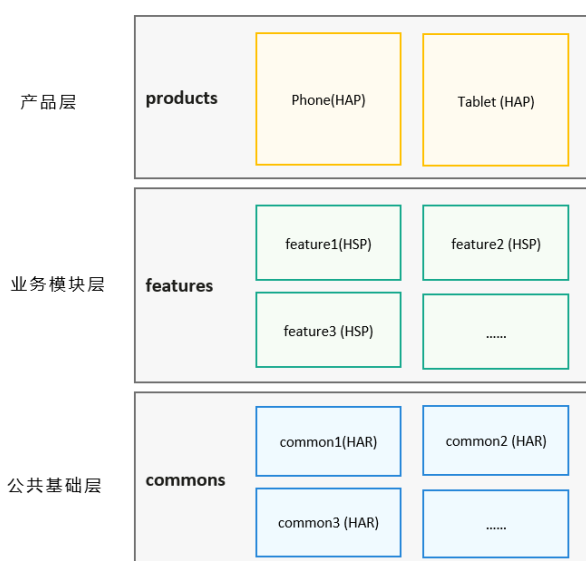 产品层
products
Phone(HAP)
Tablet (HAP)
业务模块层
features
feature1(HSP)
feature2 (HSP)
feature3 (HSP)
......
公共基础层
commons
common1(HAR)
common2 (HAR)
common3 (HAR)
......